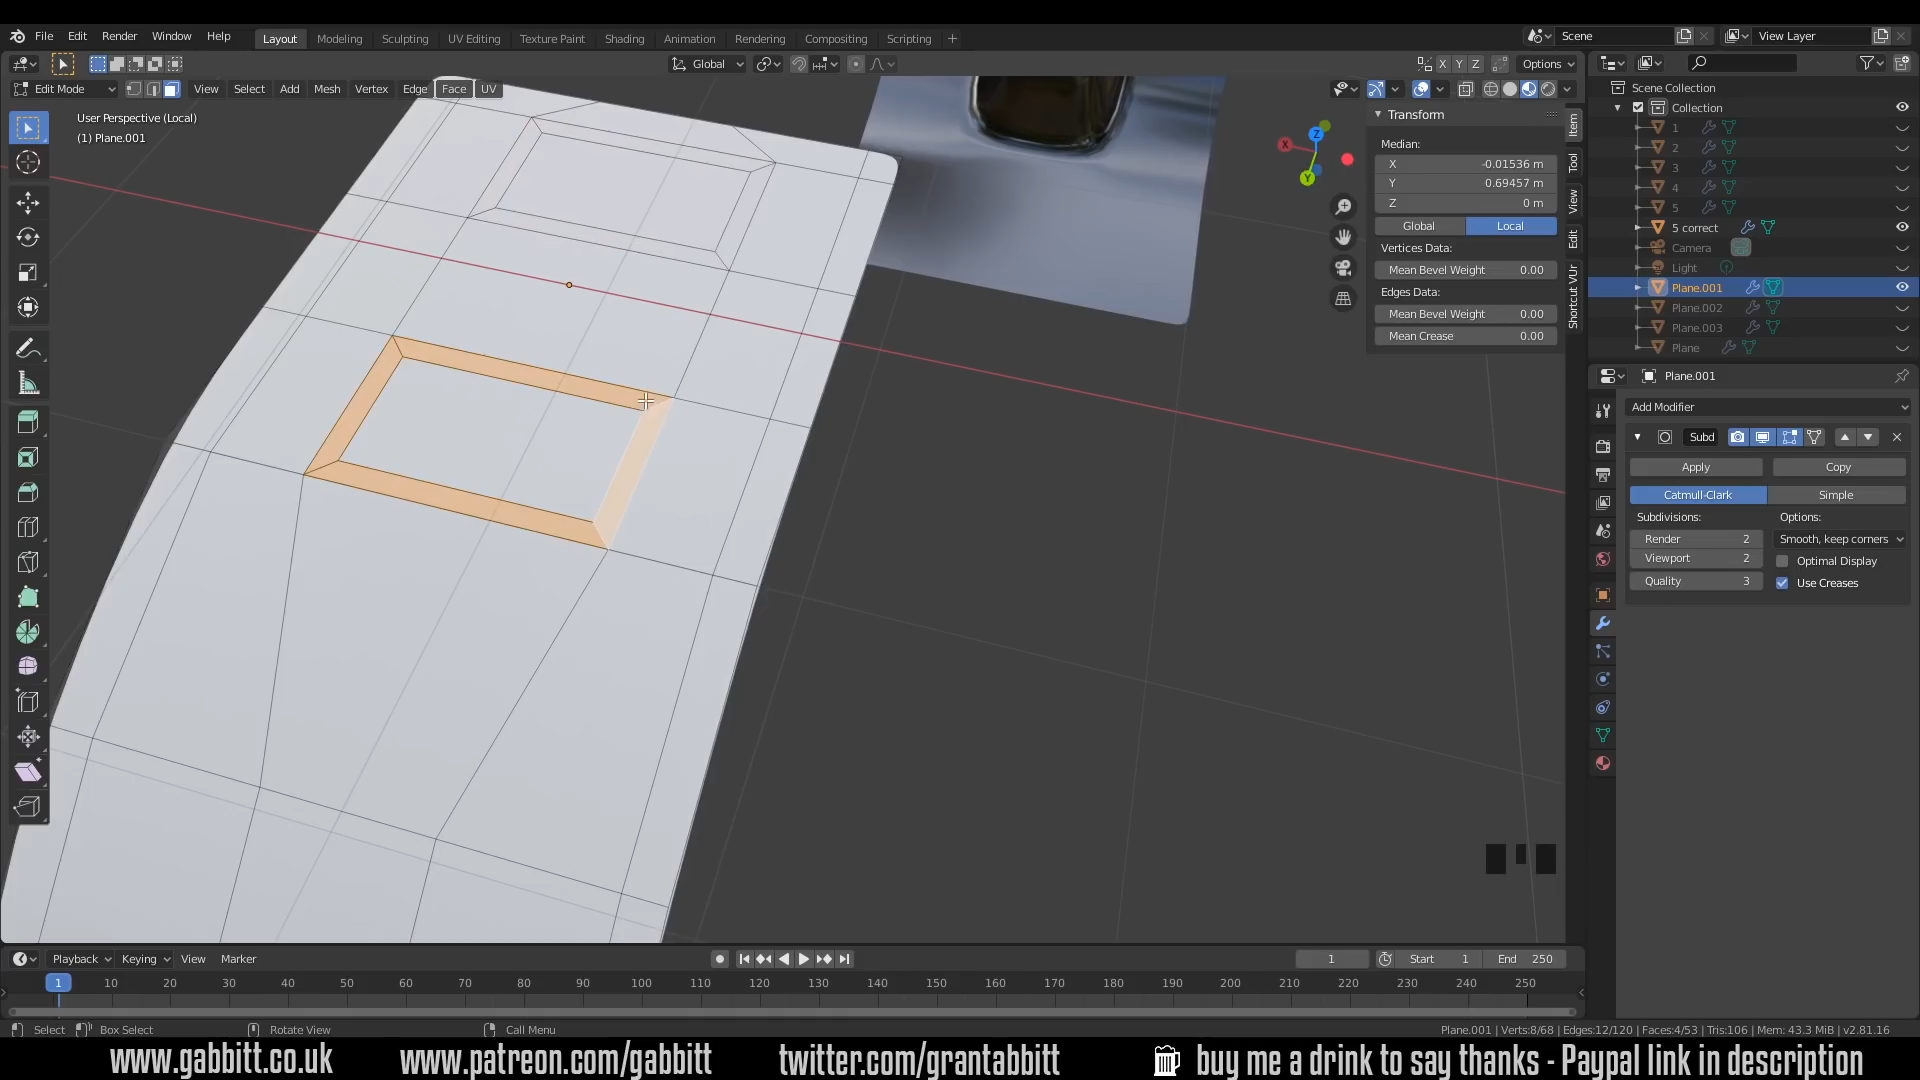 File Edit Render Window Help Layout Modeling Sculpting UV Editing Texture Paint Shading Animation Rendering Compositing Scripting + Scene View Layer
Global X Y Z Options
Edit Mode View Select Add Mesh Vertex Edge Face UV
User Perspective (Local)
(1) Plane.001
X
Z
Y
Transform
Median:
X -0.01536 m
Y 0.69457 m
Z 0 m
Global Local
Vertices Data:
Mean Bevel Weight 0.00
Edges Data:
Mean Bevel Weight 0.00
Mean Crease 0.00
Item
Tool
View
Edit
Shortcut VUr
Scene Collection
Collection
1
2
3
4
5
5 correct
Camera
Light
Plane.001
Plane.002
Plane.003
Plane
Plane.001
Add Modifier
Subd
Apply Copy
Catmull-Clark Simple
Subdivisions: Options:
Render 2 Smooth, keep corners
Viewport 2 Optimal Display
Quality 3 Use Creases
Playback Keying View Marker 1 Start 1 End 250
1 10 20 30 40 50 60 70 80 90 100 110 120 130 140 150 160 170 180 190 200 210 220 230 240 250
Select Box Select Rotate View Call Menu Plane.001 | Verts:8/68 | Edges:12/120 | Faces:4/53 | Tris:106 | Mem: 43.3 MiB | v2.81.16
www.gabbitt.co.uk www.patreon.com/gabbitt twitter.com/grantabbitt buy me a drink to say thanks - Paypal link in description